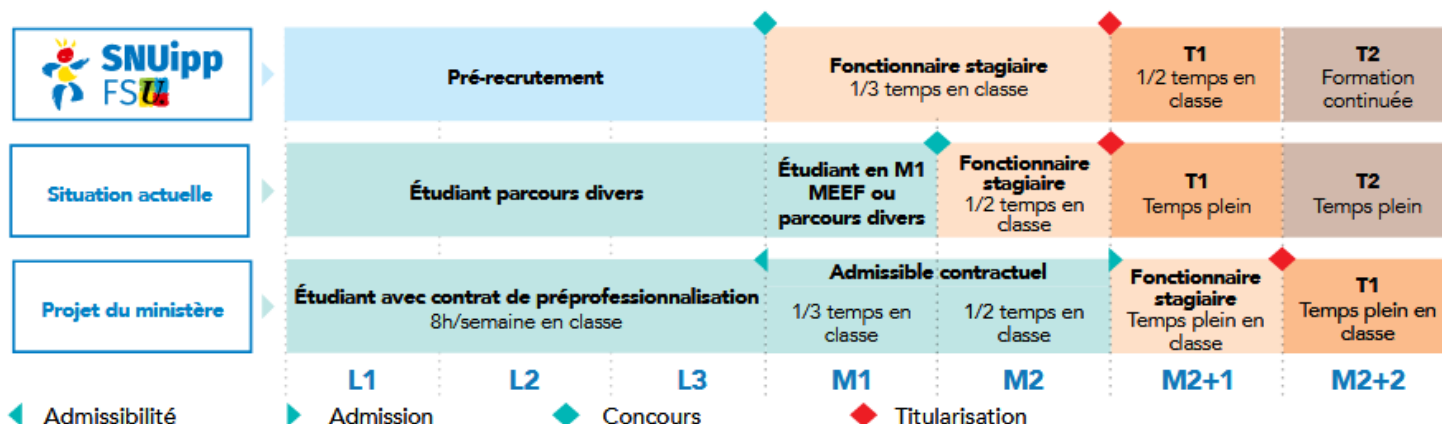 SNUipp
FSU
Pré-recrutement
Fonctionnaire stagiaire
1/3 temps en classe
T1
1/2 temps en
classe
T2
Formation
continuée
Situation actuelle
Étudiant parcours divers
Étudiant en M1
MEEF ou
parcours divers
Fonctionnaire
stagiaire
1/2 temps en
classe
T1
Temps plein
T2
Temps plein
Projet du ministère
Étudiant avec contrat de préprofessionnalisation
8h/semaine en classe
Admissible contractuel
1/3 temps en
classe
1/2 temps en
classe
Fonctionnaire
stagiaire
Temps plein en
classe
T1
Temps plein en
classe
L1 L2 L3 M1 M2 M2+1 M2+2
Admissibilité Admission Concours Titularisation